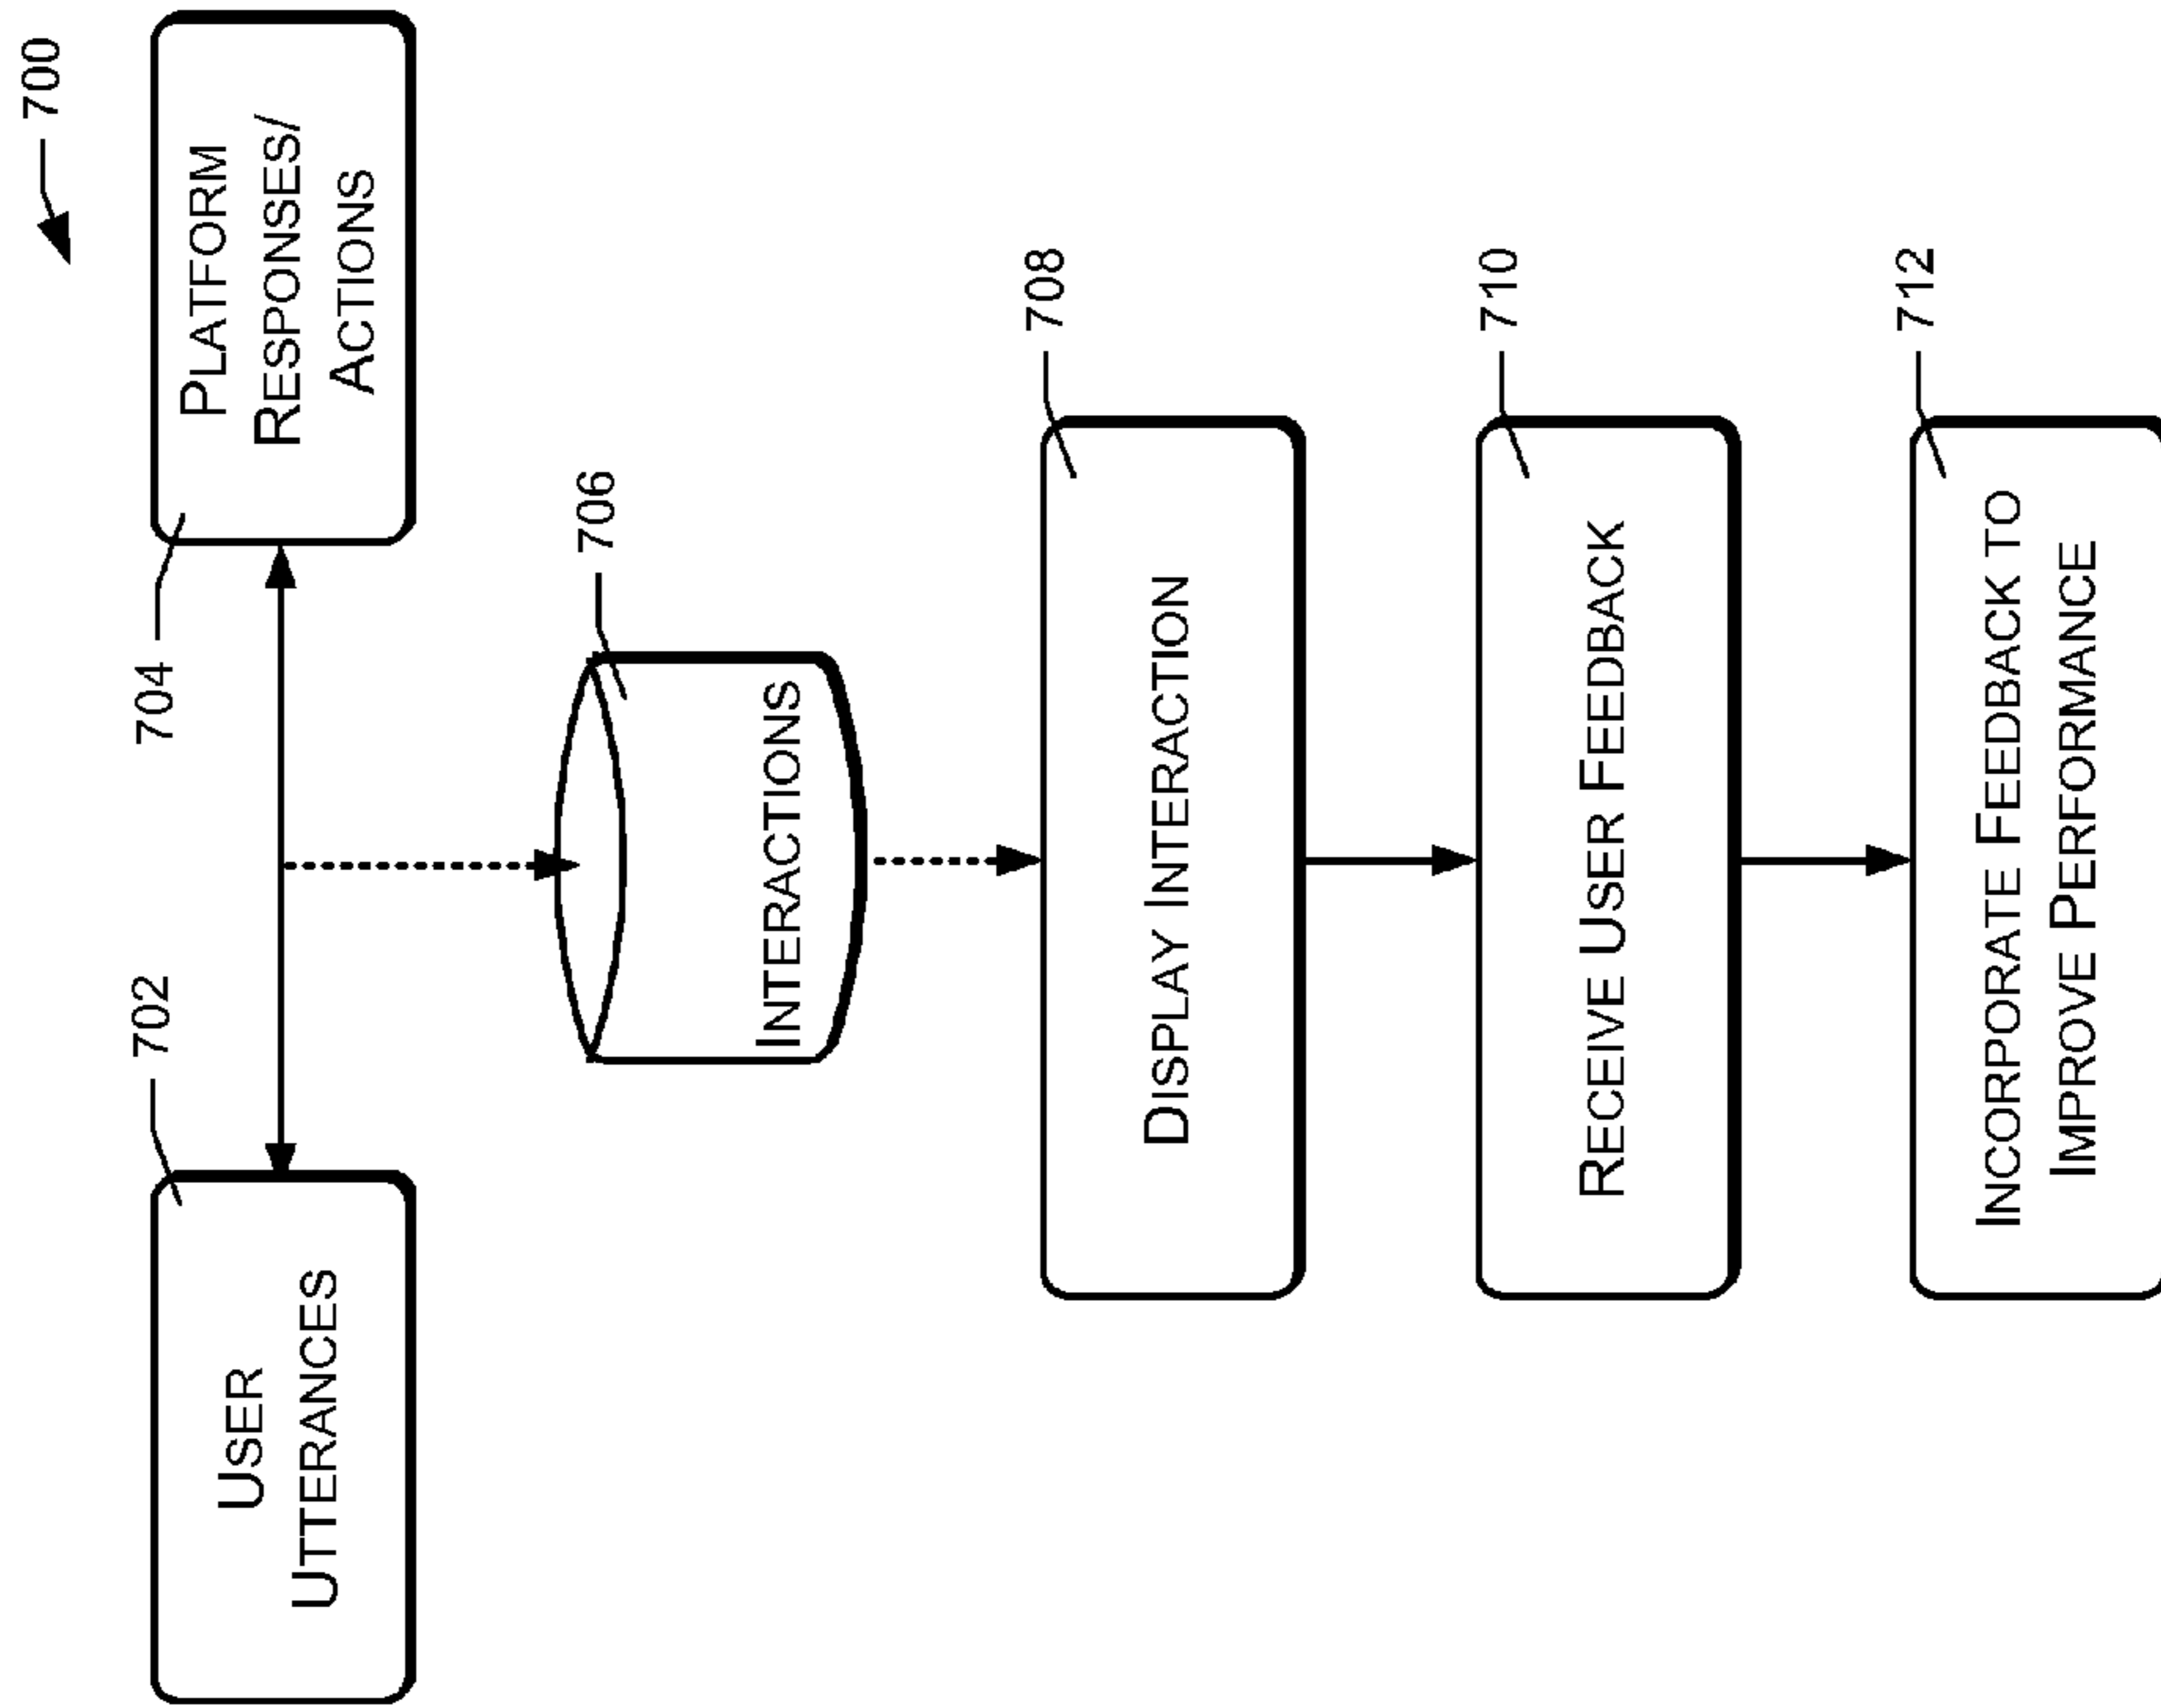 700
702
USER
UTTERANCES
704
PLATFORM
RESPONSES/
ACTIONS
706
INTERACTIONS
708
DISPLAY INTERACTION
710
RECEIVE USER FEEDBACK
712
INCORPORATE FEEDBACK TO
IMPROVE PERFORMANCE